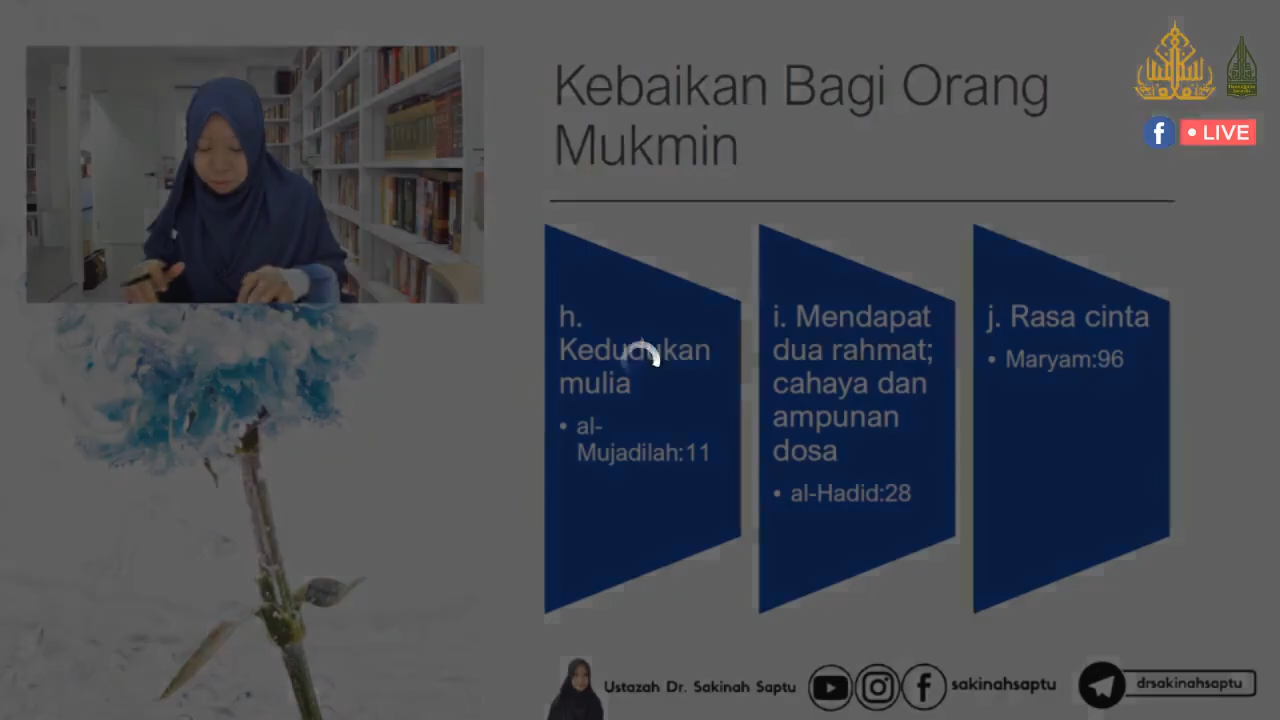 Kebaikan Bagi Orang
Mukmin
LIVE
h.
Kedudukan
mulia
• al-
Mujadilah:11
i. Mendapat
dua rahmat;
cahaya dan
ampunan
dosa
• al-Hadid:28
j. Rasa cinta
• Maryam:96
Ustazah Dr. Sakinah Saptu
sakinahsaptu
drsakinahsaptu